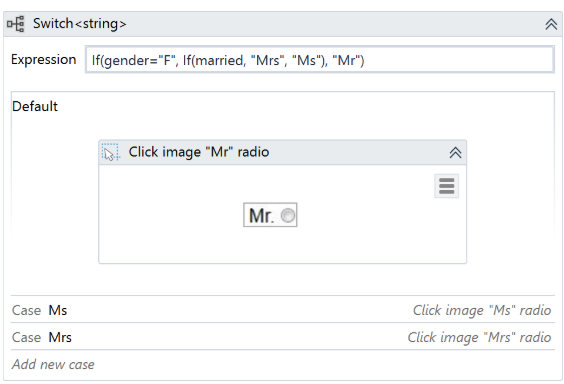 Switch<string>
Expression If(gender="F", If(married, "Mrs", "Ms"), "Mr")
Default
Click image "Mr" radio
Mr.
Case Ms Click image "Ms" radio
Case Mrs Click image "Mrs" radio
Add new case